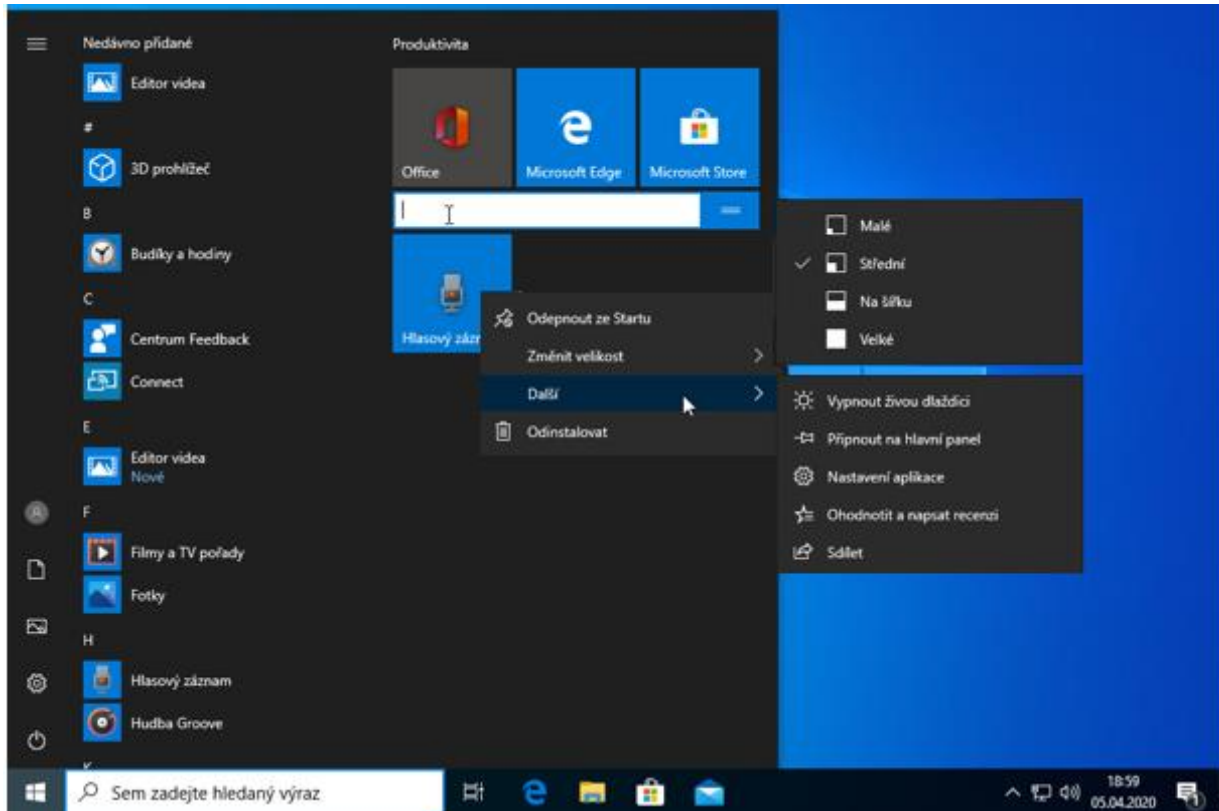 Nedávno přidané
Editor videa
#
3D prohlížeč
B
Budíky a hodiny
C
Centrum Feedback
Connect
E
Editor videa
Nové
F
Filmy a TV pořady
Fotky
H
Hlasový záznam
Hudba Groove
K
Produktivita
Office
Microsoft Edge
Microsoft Store
Hlasový zázr
Odepnout ze Startu
Změnit velikost
Další
Odinstalovat
Malé
Střední
Na šířku
Velké
Vypnout živou dlaždici
Připnout na hlavní panel
Nastavení aplikace
Ohodnotit a napsat recenzi
Sdílet
Sem zadejte hledaný výraz
18:59
05.04.2020
1